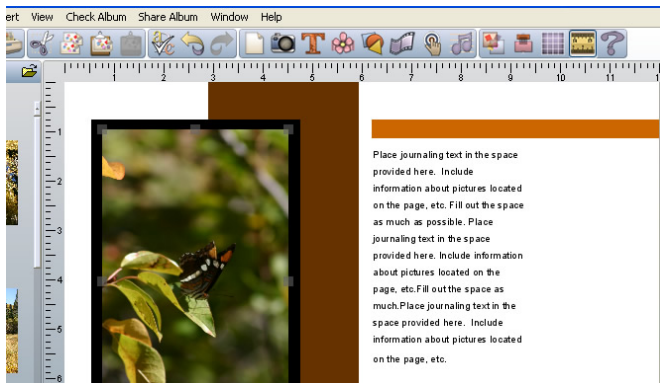 ert View Check Album Share Album Window Help
1 2 3 4 5 6 7 8 9 10 11 1
1
2
3
4
5
6
Place journaling text in the space
provided here. Include
information about pictures located
on the page, etc. Fill out the space
as much as possible. Place
journaling text in the space
provided here. Include information
about pictures located on the
page, etc.Fill out the space as
much.Place journaling text in the
space provided here. Include
information about pictures located
on the page, etc.